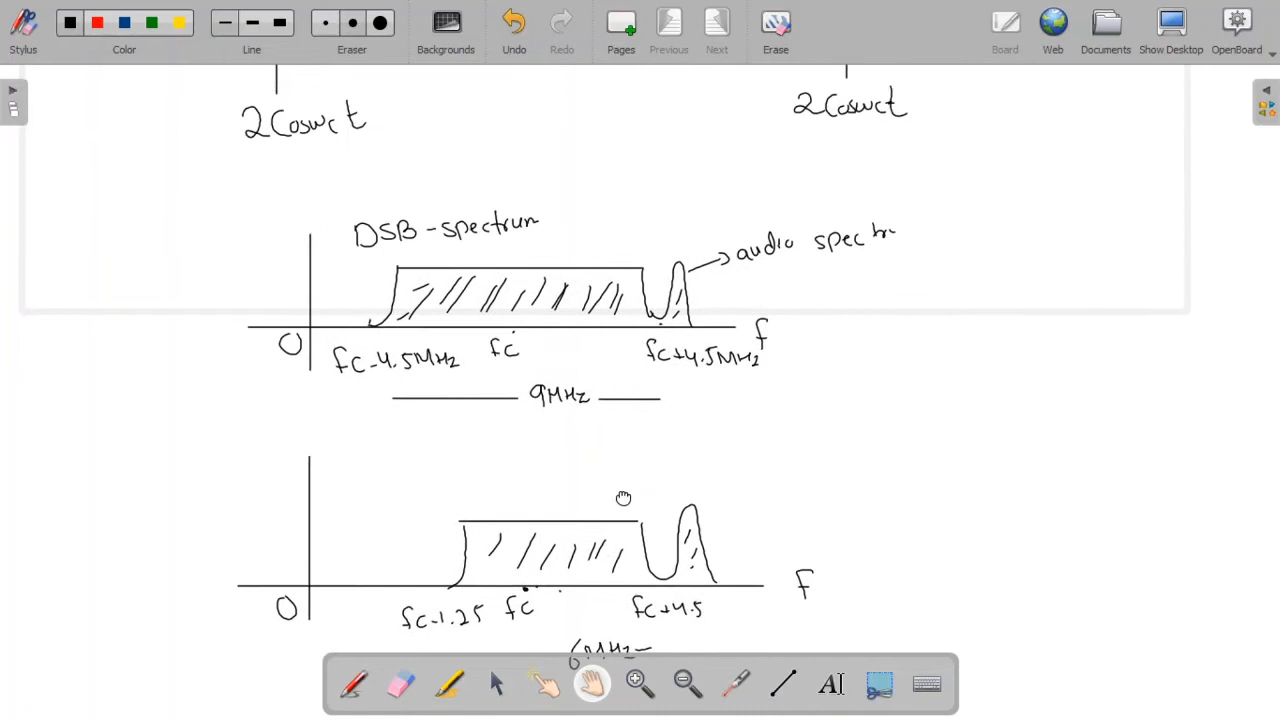 Stylus
Color
Line
Eraser
Backgrounds
Undo
Redo
Pages
Previous
Next
Erase
Board
Web
Documents
Show Desktop
OpenBoard
2Coswct
2Coswct
DSB-spectrum
audio spectr
0
fc-4.5MHz
fc
fc+4.5MHz
f
9MHz
0
fc-1.25
fc
fc+4.5
f
6MHz